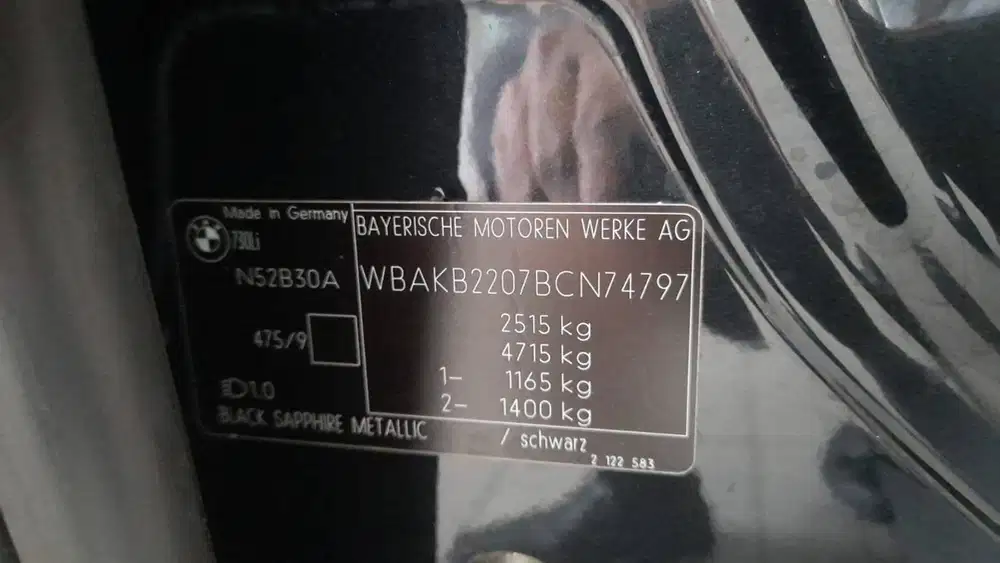 Made in Germany
730Li
N52B30A
475/9
1.0
BLACK SAPPHIRE METALLIC / schwarz
BAYERISCHE MOTOREN WERKE AG
WBAKB2207BCN74797
2515 kg
4715 kg
1- 1165 kg
2- 1400 kg
2 122 583